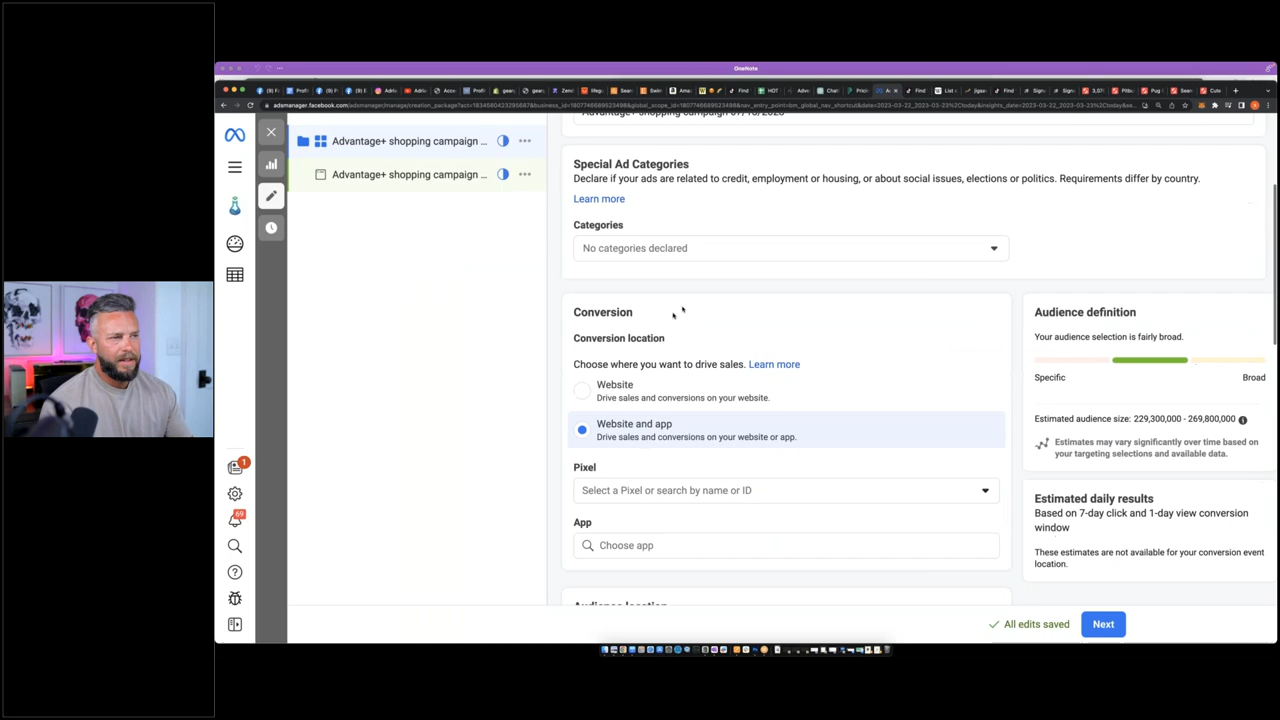 OneNote
Advantage+ shopping campaign ...
Advantage+ shopping campaign ...
Special Ad Categories
Declare if your ads are related to credit, employment or housing, or about social issues, elections or politics. Requirements differ by country.
Learn more
Categories
No categories declared
Conversion
Conversion location
Choose where you want to drive sales. Learn more
Website
Drive sales and conversions on your website.
Website and app
Drive sales and conversions on your website or app.
Pixel
Select a Pixel or search by name or ID
App
Choose app
Audience definition
Your audience selection is fairly broad.
Specific
Broad
Estimated audience size: 229,300,000 - 269,800,000
Estimates may vary significantly over time based on
your targeting selections and available data.
Estimated daily results
Based on 7-day click and 1-day view conversion
window
These estimates are not available for your conversion event
location.
1
69
All edits saved
Next